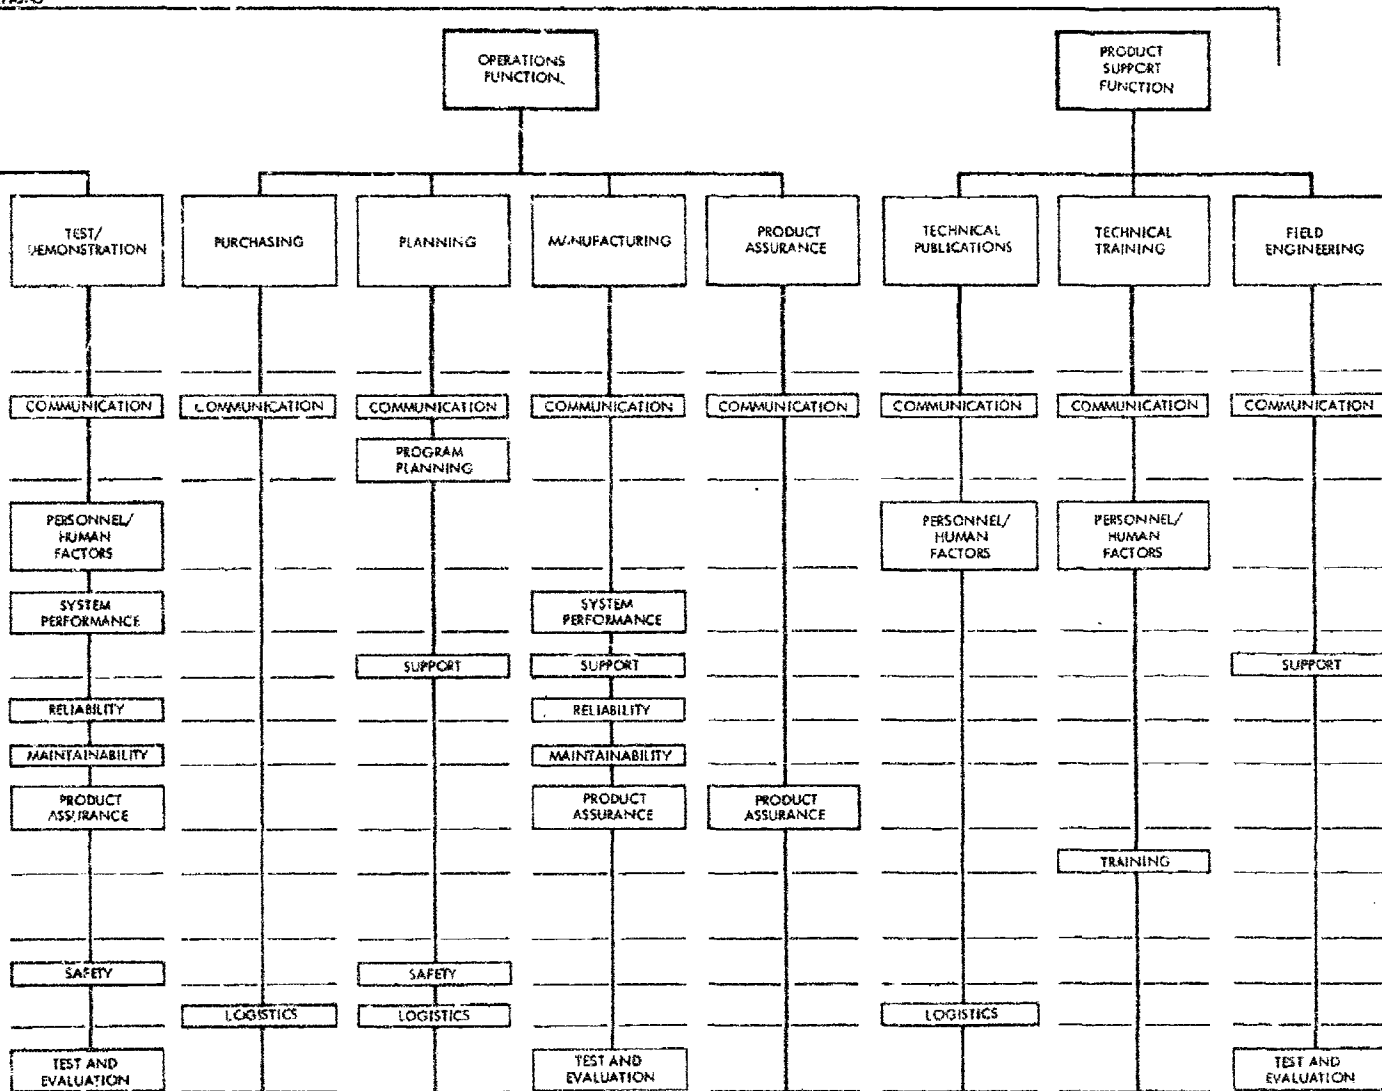 OPERATIONS
FUNCTION
PRODUCT
SUPPORT
FUNCTION
TEST/
DEMONSTRATION
PURCHASING
PLANNING
MANUFACTURING
PRODUCT
ASSURANCE
TECHNICAL
PUBLICATIONS
TECHNICAL
TRAINING
FIELD
ENGINEERING
COMMUNICATION
COMMUNICATION
COMMUNICATION
COMMUNICATION
COMMUNICATION
COMMUNICATION
COMMUNICATION
COMMUNICATION
PROGRAM
PLANNING
PERSONNEL/
HUMAN
FACTORS
PERSONNEL/
HUMAN
FACTORS
PERSONNEL/
HUMAN
FACTORS
SYSTEM
PERFORMANCE
SYSTEM
PERFORMANCE
SUPPORT
SUPPORT
SUPPORT
RELIABILITY
RELIABILITY
MAINTAINABILITY
MAINTAINABILITY
PRODUCT
ASSURANCE
PRODUCT
ASSURANCE
PRODUCT
ASSURANCE
TRAINING
SAFETY
SAFETY
LOGISTICS
LOGISTICS
LOGISTICS
TEST AND
EVALUATION
TEST AND
EVALUATION
TEST AND
EVALUATION